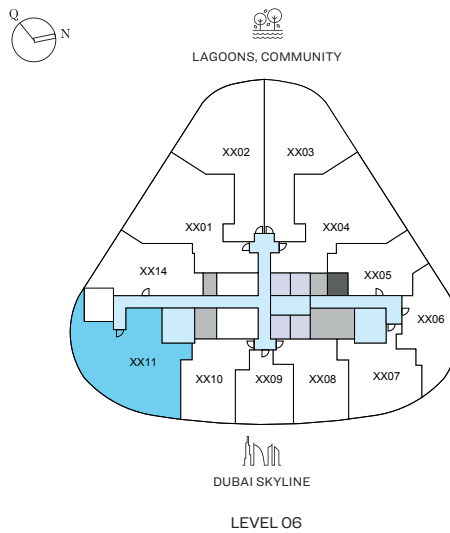 Q
N
LAGOONS, COMMUNITY
XX02
XX03
XX01
XX04
XX14
XX05
XX06
XX11
XX10
XX09
XX08
XX07
DUBAI SKYLINE
LEVEL 06